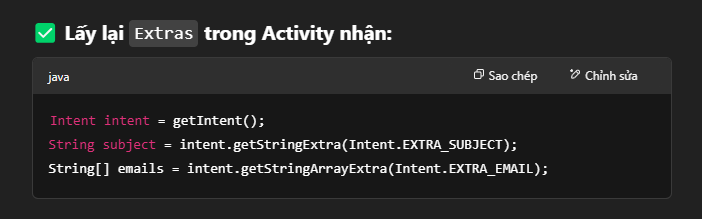 Lấy lại Extras trong Activity nhận:
java Sao chép Chỉnh sửa
Intent intent = getIntent();
String subject = intent.getStringExtra(Intent.EXTRA_SUBJECT);
String[] emails = intent.getStringArrayExtra(Intent.EXTRA_EMAIL);